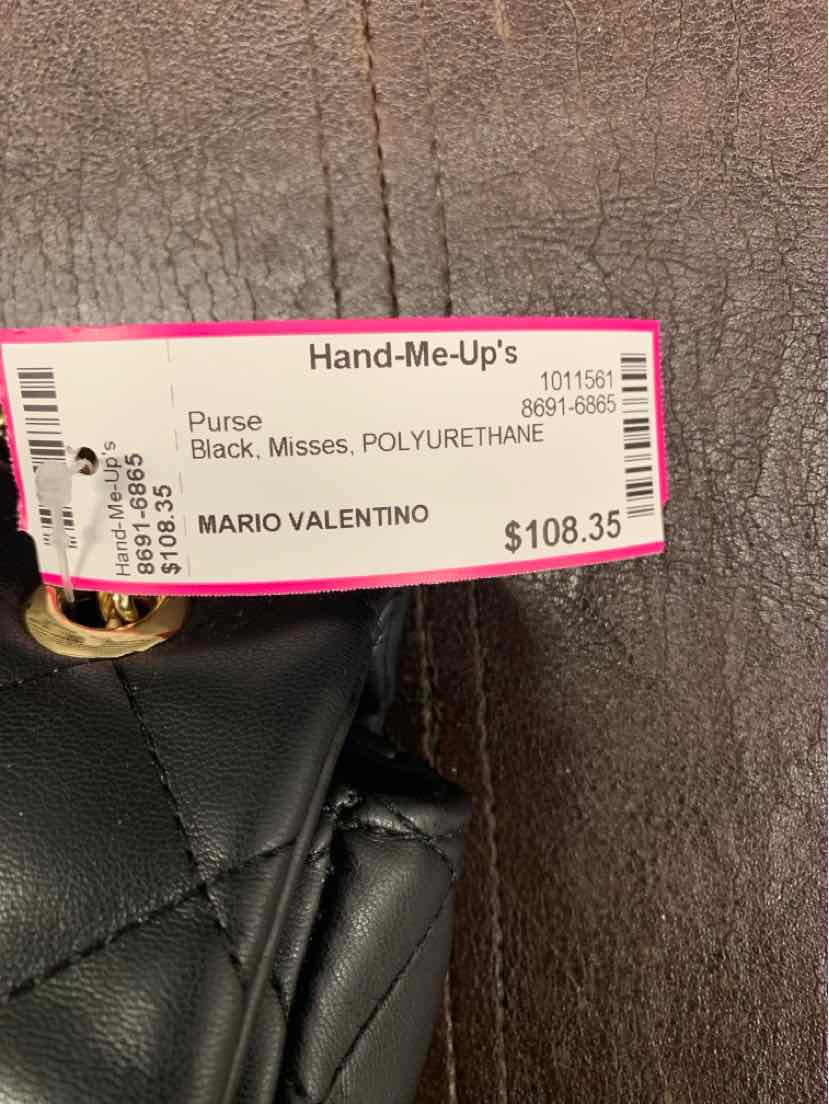 Hand-Me-Up's
1011561
8691-6865
Purse
Black, Misses, POLYURETHANE
MARIO VALENTINO
$108.35
Hand-Me-Up's
8691-6865
$108.35